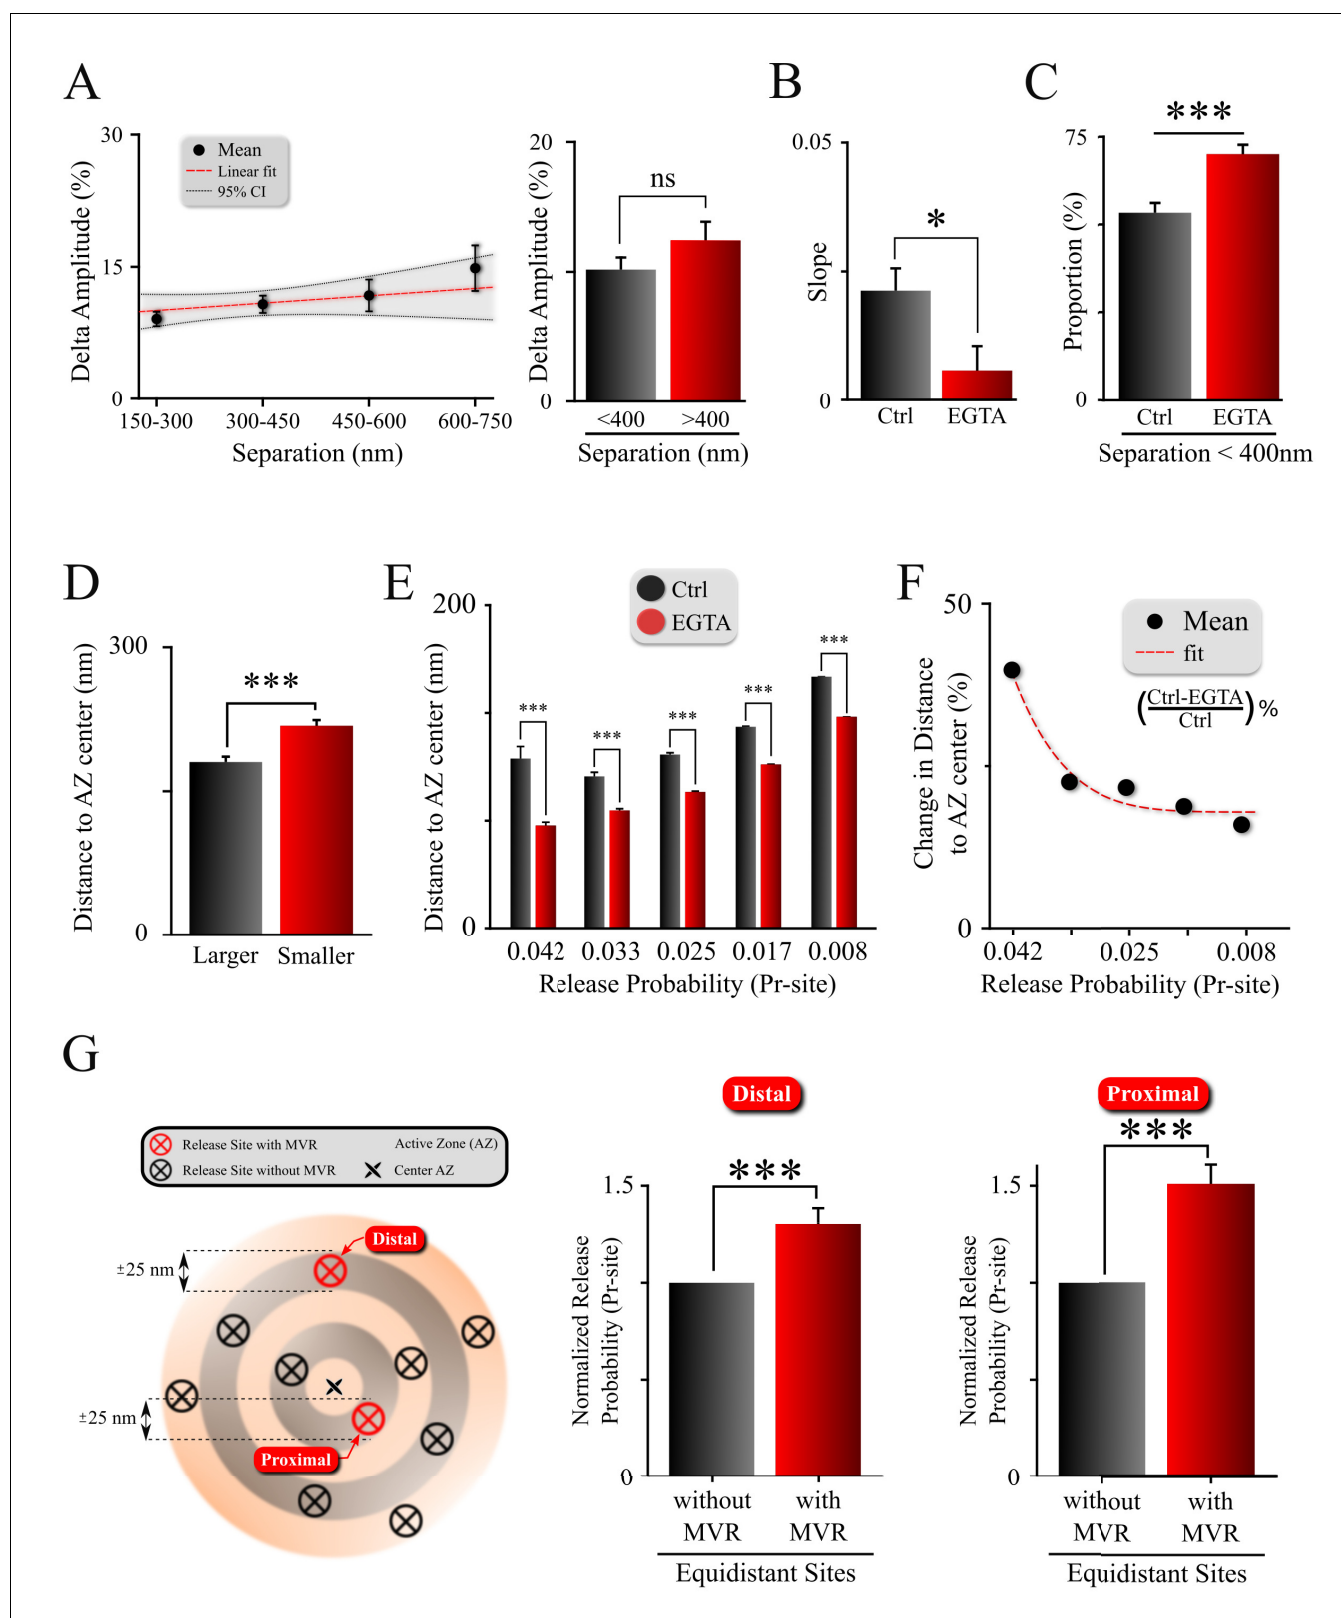 A
30
15
0
Delta Amplitude (%)
Mean
Linear fit
95% CI
150-300 300-450 450-600 600-750
Separation (nm)
20
0
Delta Amplitude (%)
ns
<400 >400
Separation (nm)
B
0.05
0
Slope
*
Ctrl EGTA
C
75
0
Proportion (%)
***
Ctrl EGTA
Separation < 400nm
D
300
0
Distance to AZ center (nm)
***
Larger Smaller
E
200
0
Distance to AZ center (nm)
Ctrl
EGTA
*** *** *** *** ***
0.042 0.033 0.025 0.017 0.008
Release Probability (Pr-site)
F
50
0
Change in Distance
to AZ center (%)
Mean
fit
(Ctrl-EGTA
Ctrl)%
0.042 0.025 0.008
Release Probability (Pr-site)
G
Release Site with MVR Active Zone (AZ)
Release Site without MVR Center AZ
Distal
±25 nm
±25 nm
Proximal
Distal
***
1.5
0
Normalized Release
Probability (Pr-site)
without with
MVR MVR
Equidistant Sites
Proximal
***
1.5
0
Normalized Release
Probability (Pr-site)
without with
MVR MVR
Equidistant Sites